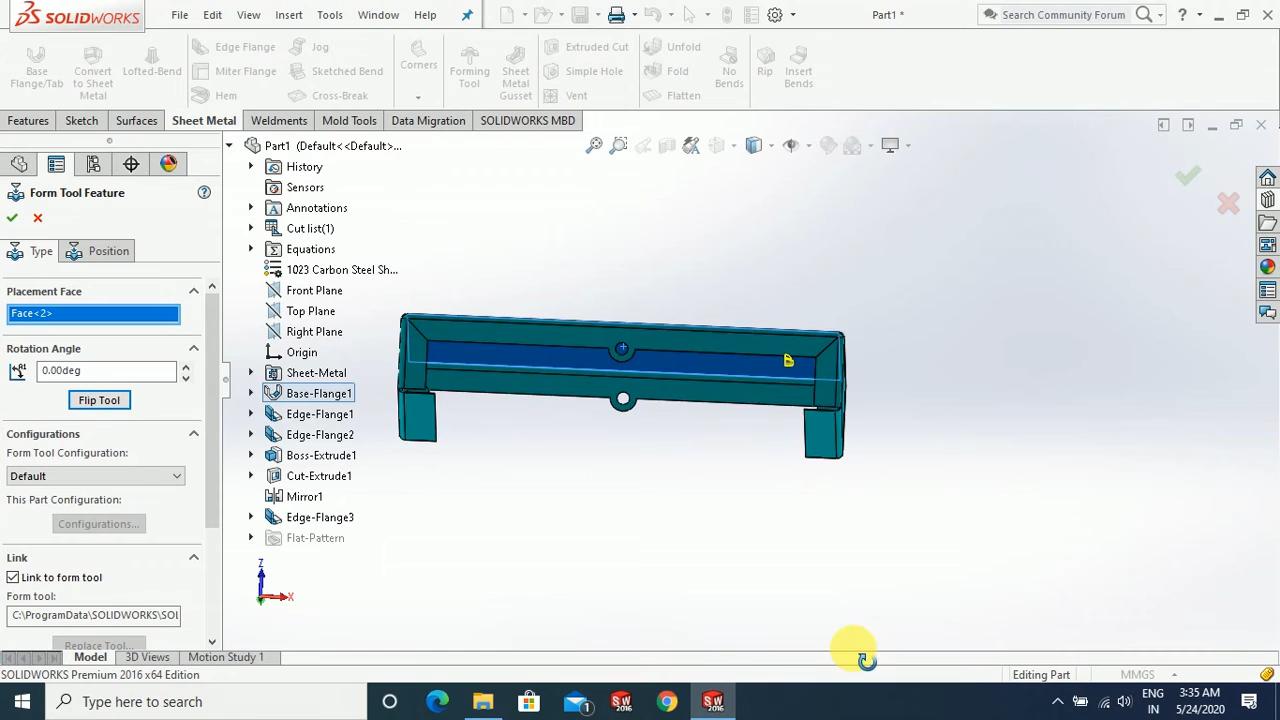 SOLIDWORKS
File Edit View Insert Tools Window Help
Part1 *
Search Community Forum
?
Base Flange/Tab
Convert to Sheet Metal
Lofted-Bend
Edge Flange
Miter Flange
Hem
Jog
Sketched Bend
Cross-Break
Corners
Forming Tool
Sheet Metal Gusset
Extruded Cut
Simple Hole
Vent
Unfold
Fold
Flatten
No Bends
Rip
Insert Bends
Features Sketch Surfaces Sheet Metal Weldments Mold Tools Data Migration SOLIDWORKS MBD
Form Tool Feature
?
Type Position
Placement Face
Face<2>
Rotation Angle
0.00deg
Flip Tool
Configurations
Form Tool Configuration:
Default
This Part Configuration:
Configurations...
Link
Link to form tool
Form tool:
C:\ProgramData\SOLIDWORKS\SOL
Replace Tool...
Part1 (Default<<Default>...
History
Sensors
Annotations
Cut list(1)
Equations
1023 Carbon Steel Sh...
Front Plane
Top Plane
Right Plane
Origin
Sheet-Metal
Base-Flange1
Edge-Flange1
Edge-Flange2
Boss-Extrude1
Cut-Extrude1
Mirror1
Edge-Flange3
Flat-Pattern
Z
X
Model 3D Views Motion Study 1
SOLIDWORKS Premium 2016 x64 Edition
Editing Part
MMGS
Type here to search
1
SW 2016
SW 2016
ENG
IN
3:35 AM
5/24/2020